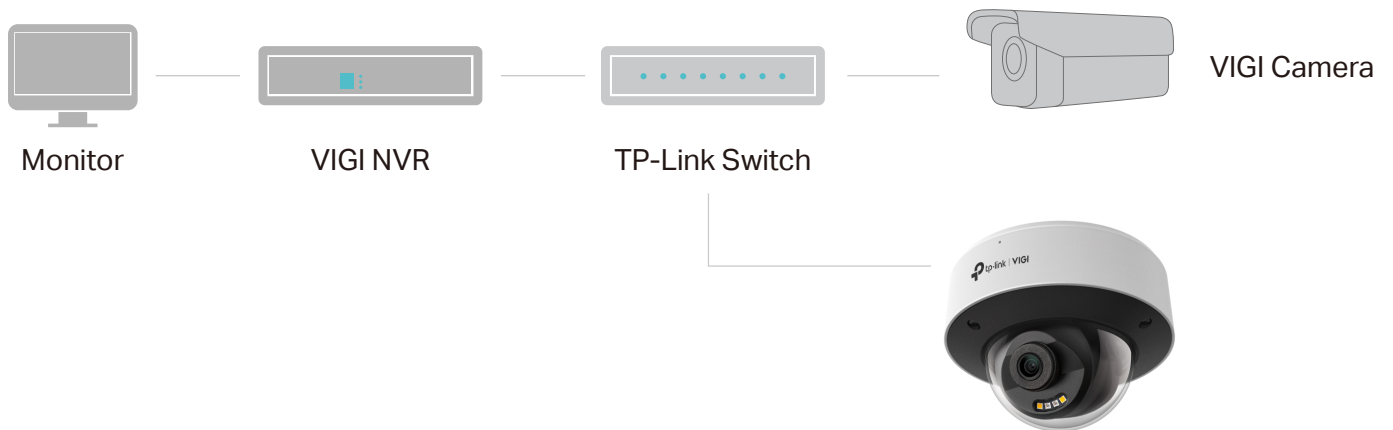 VIGI Camera
Monitor
VIGI NVR
TP-Link Switch
tp-link | VIGI